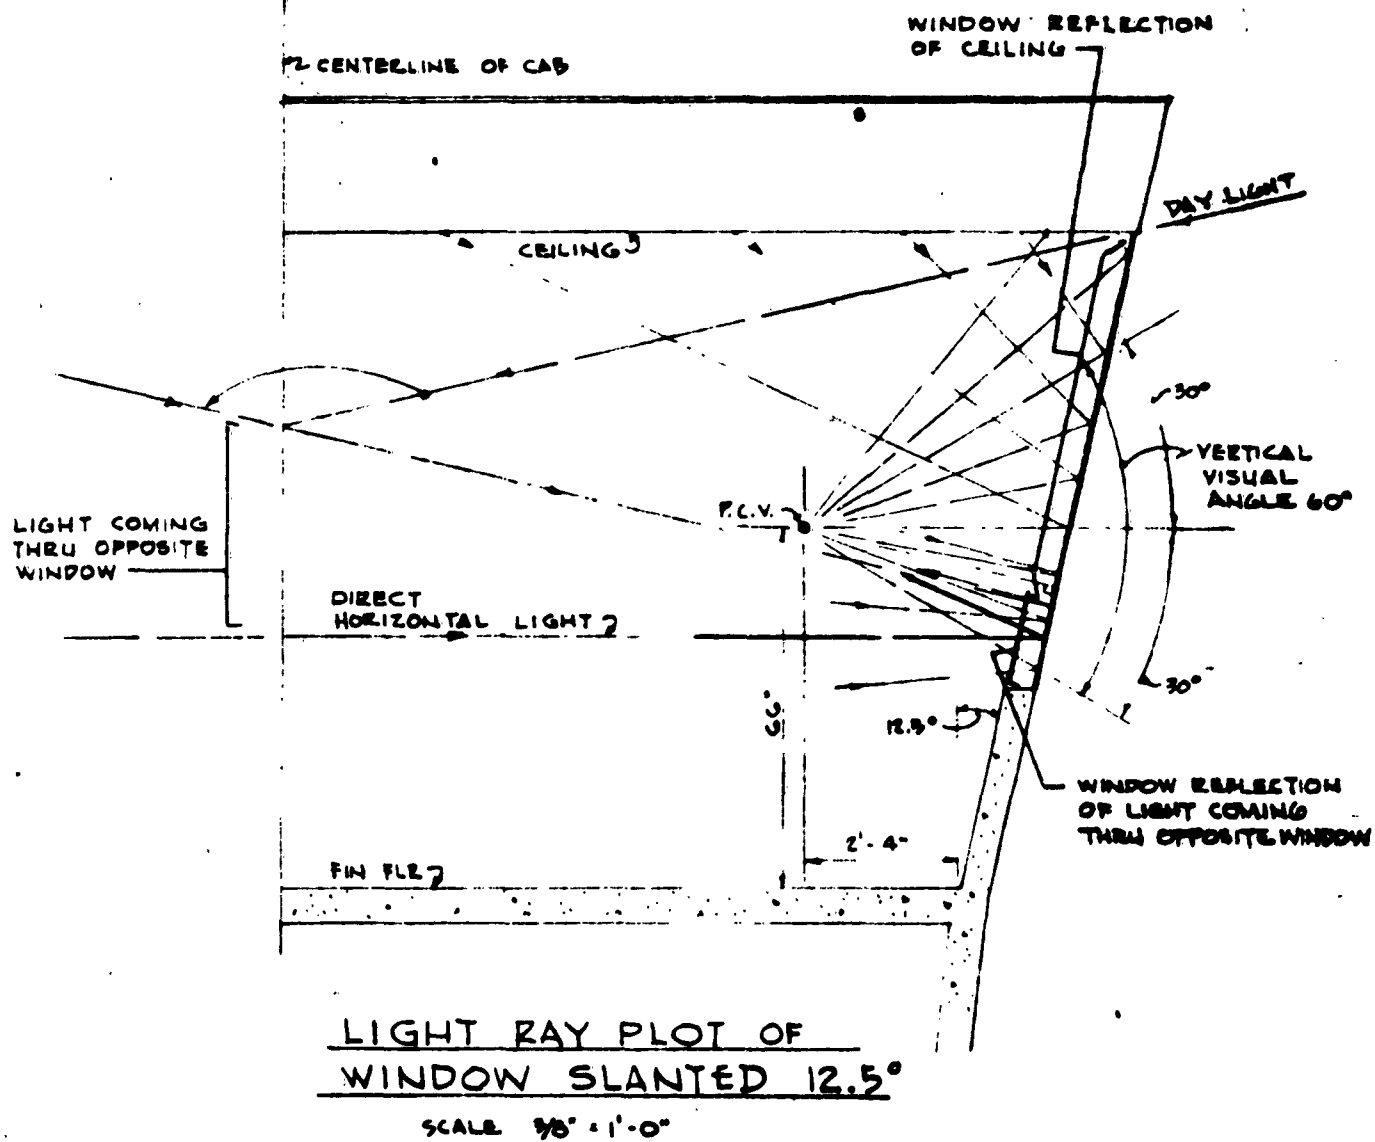 WINDOW REFLECTION
OF CEILING
CENTERLINE OF CAB
DAY LIGHT
CEILING
30°
VERTICAL
VISUAL
ANGLE 60°
P.C.V.
LIGHT COMING
THRU OPPOSITE
WINDOW
DIRECT
HORIZONTAL LIGHT
30°
66"
12.5°
WINDOW REFLECTION
OF LIGHT COMING
THRU OPPOSITE WINDOW
2'-4"
FIN FLR
LIGHT RAY PLOT OF
WINDOW SLANTED 12.5°
SCALE 3/8" = 1'-0"